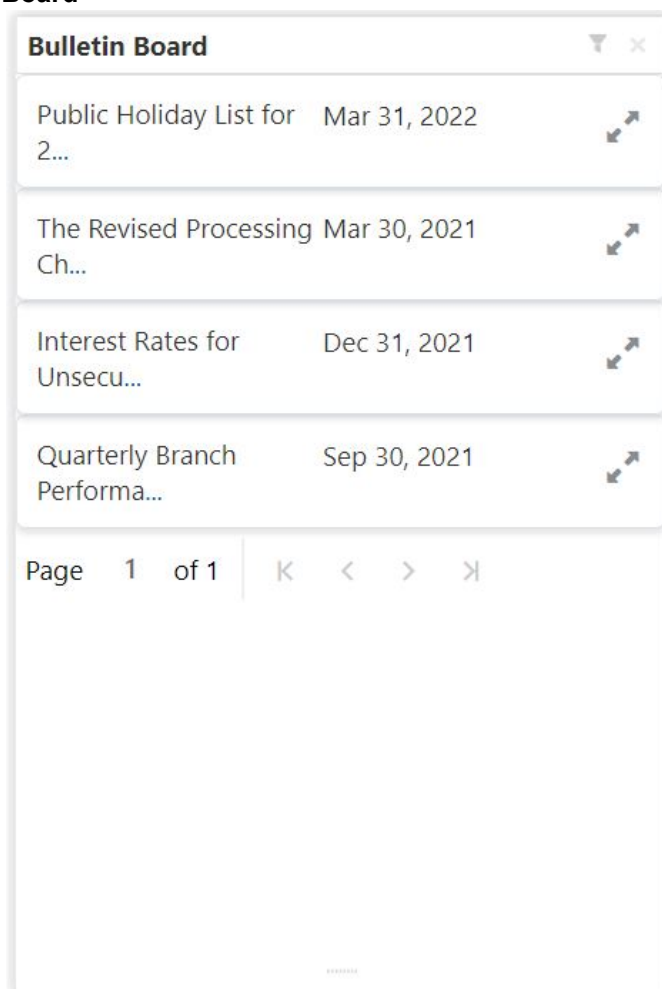 Board
Bulletin Board
Public Holiday List for Mar 31, 2022
2...
The Revised Processing Mar 30, 2021
Ch...
Interest Rates for Dec 31, 2021
Unsecu...
Quarterly Branch Sep 30, 2021
Performa...
Page 1 of 1